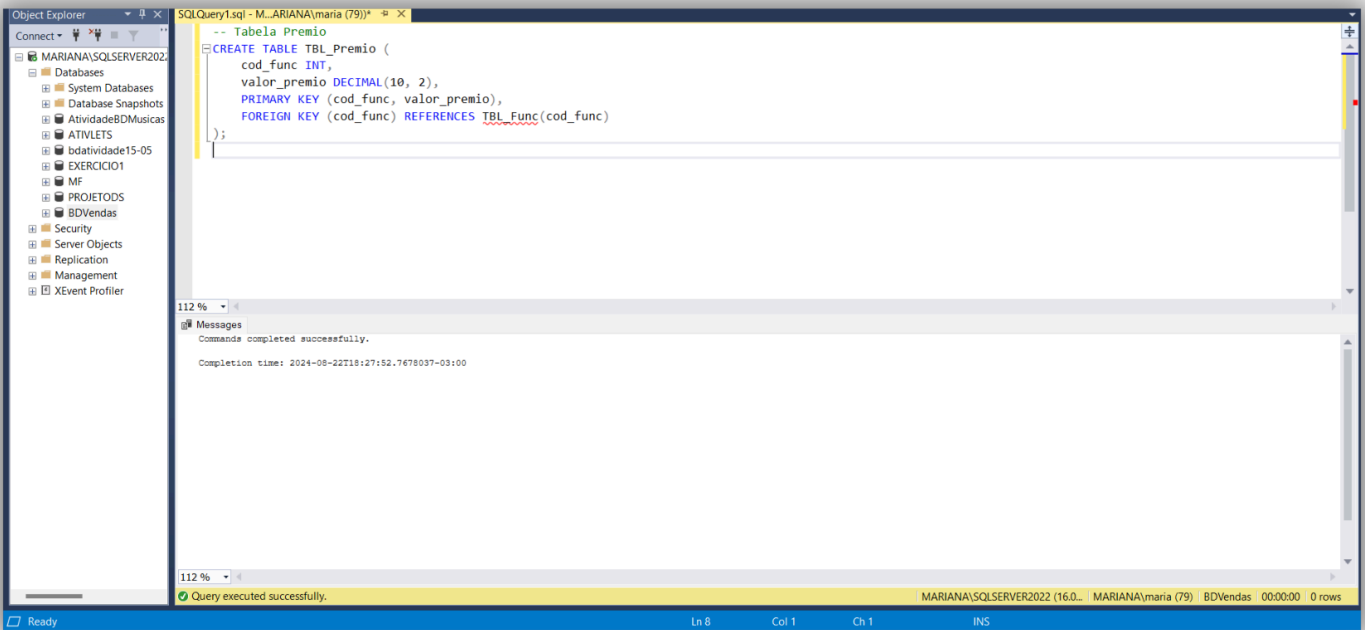 Object Explorer
Connect
MARIANA\SQLSERVER202
Databases
System Databases
Database Snapshots
AtividadeBDMusicas
ATIVLETS
bdatividade15-05
EXERCICIO1
MF
PROJETODS
BDVendas
Security
Server Objects
Replication
Management
XEvent Profiler
SQLQuery1.sql - M...ARIANA\maria (79))*
-- Tabela Premio
CREATE TABLE TBL_Premio (
cod_func INT,
valor_premio DECIMAL(10, 2),
PRIMARY KEY (cod_func, valor_premio),
FOREIGN KEY (cod_func) REFERENCES TBL_Func(cod_func)
);
112 %
Messages
Commands completed successfully.
Completion time: 2024-08-22T18:27:52.7678037-03:00
112 %
Query executed successfully.
MARIANA\SQLSERVER2022 (16.0... MARIANA\maria (79) BDVendas 00:00:00 0 rows
Ready Ln 8 Col 1 Ch 1 INS